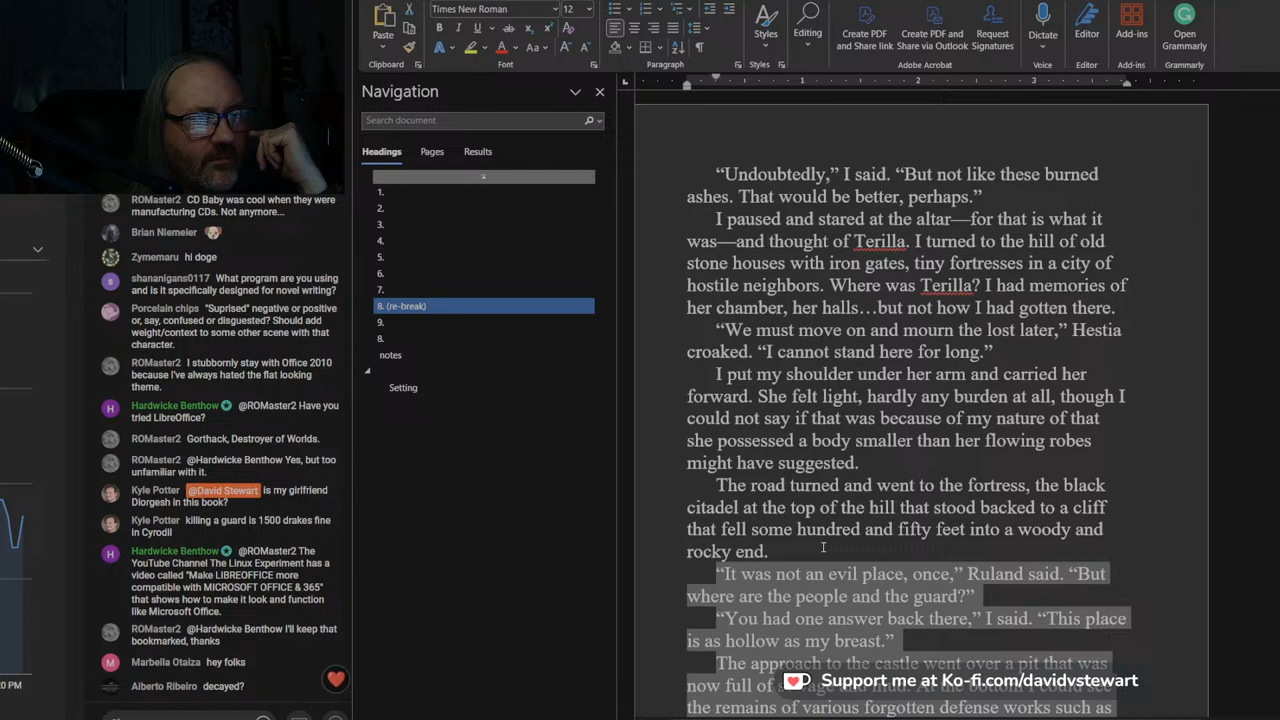 Times New Roman
12
Paste
Clipboard
B I U ab x₂ x²
A A Aa A A
Font
Paragraph
Styles
Styles
Editing
Create PDF and Share link
Create PDF and Share via Outlook
Request Signatures
Adobe Acrobat
Dictate
Voice
Editor
Editor
Add-ins
Add-ins
Open Grammarly
Grammarly
Navigation
Search document
Headings Pages Results
1.
2.
3.
4.
5.
6.
7.
8. (re-break)
9.
8.
notes
Setting
ROMaster2 CD Baby was cool when they were
manufacturing CDs. Not anymore...
Brian Niemeier
Zymemaru hi doge
shananigans0117 What program are you using
and is it specifically designed for novel writing?
Porcelain chips "Suprised" negative or positive
or, say, confused or disguested? Should add
weight/context to some other scene with that
character.
ROMaster2 I stubbornly stay with Office 2010
because I've always hated the flat looking
theme.
Hardwicke Benthow @ROMaster2 Have you
tried LibreOffice?
ROMaster2 Gorthack, Destroyer of Worlds.
ROMaster2 @Hardwicke Benthow Yes, but too
unfamiliar with it.
Kyle Potter @David Stewart is my girlfriend
Diorgesh in this book?
Kyle Potter killing a guard is 1500 drakes fine
in Cyrodil
Hardwicke Benthow @ROMaster2 The
YouTube Channel The Linux Experiment has a
video called "Make LIBREOFFICE more
compatible with MICROSOFT OFFICE & 365"
that shows how to make it look and function
like Microsoft Office.
ROMaster2 @Hardwicke Benthow I'll keep that
bookmarked, thanks
Marbella Otaiza hey folks
Alberto Ribeiro decayed?
PM
1 2 3
“Undoubtedly,” I said. “But not like these burned
ashes. That would be better, perhaps.”
I paused and stared at the altar—for that is what it
was—and thought of Terilla. I turned to the hill of old
stone houses with iron gates, tiny fortresses in a city of
hostile neighbors. Where was Terilla? I had memories of
her chamber, her halls…but not how I had gotten there.
“We must move on and mourn the lost later,” Hestia
croaked. “I cannot stand here for long.”
I put my shoulder under her arm and carried her
forward. She felt light, hardly any burden at all, though I
could not say if that was because of my nature of that
she possessed a body smaller than her flowing robes
might have suggested.
The road turned and went to the fortress, the black
citadel at the top of the hill that stood backed to a cliff
that fell some hundred and fifty feet into a woody and
rocky end.
“It was not an evil place, once,” Ruland said. “But
where are the people and the guard?”
“You had one answer back there,” I said. “This place
is as hollow as my breast.”
The approach to the castle went over a pit that was
now full of
the remains of various forgotten defense works such as
Support me at Ko-fi.com/davidvstewart